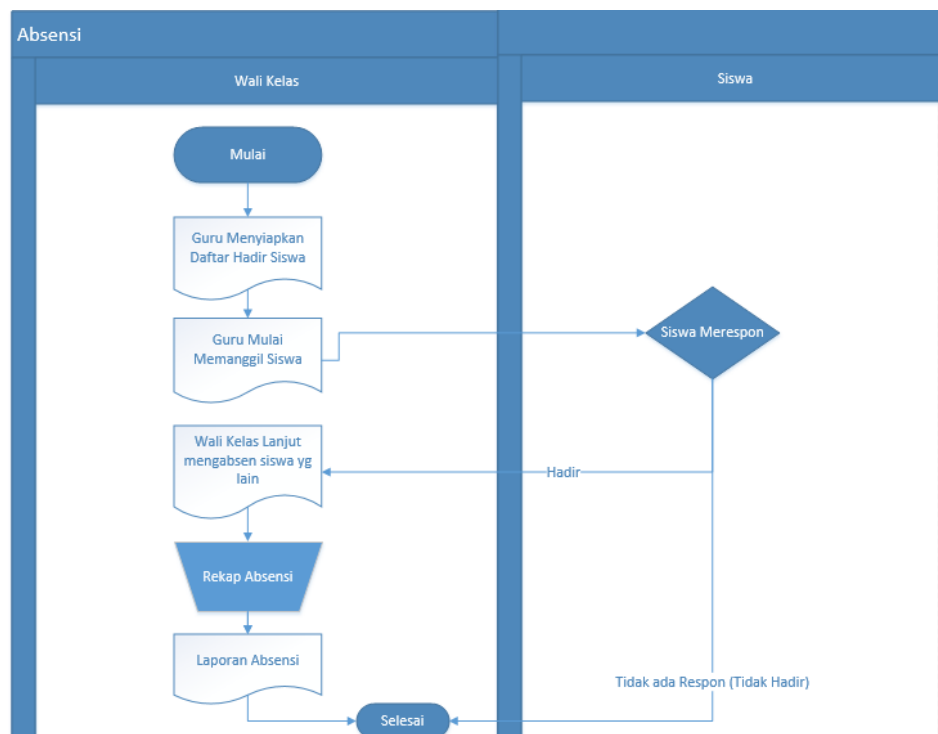 Absensi
Wali Kelas
Siswa
Mulai
Guru Menyiapkan
Daftar Hadir Siswa
Guru Mulai
Memanggil Siswa
Siswa Merespon
Wali Kelas Lanjut
mengabsen siswa yg
lain
Hadir
Rekap Absensi
Laporan Absensi
Tidak ada Respon (Tidak Hadir)
Selesai